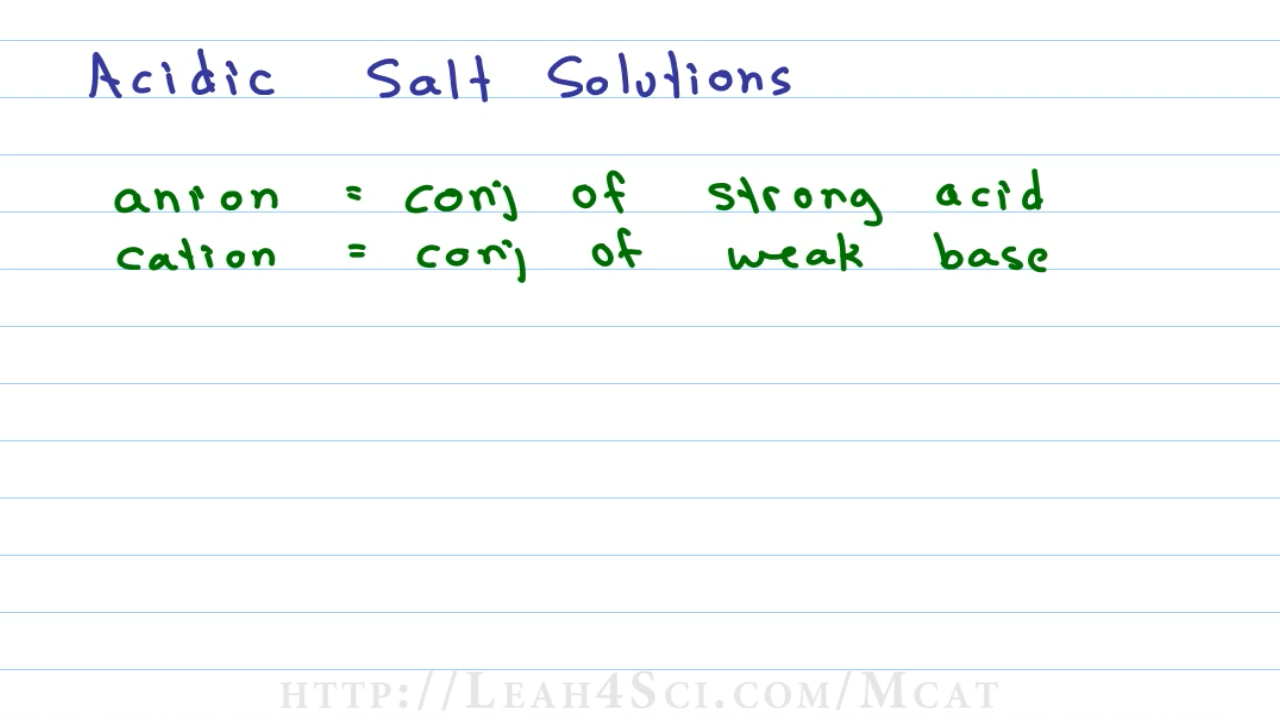 Acidic Salt Solutions
anion = conj of strong acid
cation = conj of weak base
HTTP://LEAH4SCI.COM/MCAT